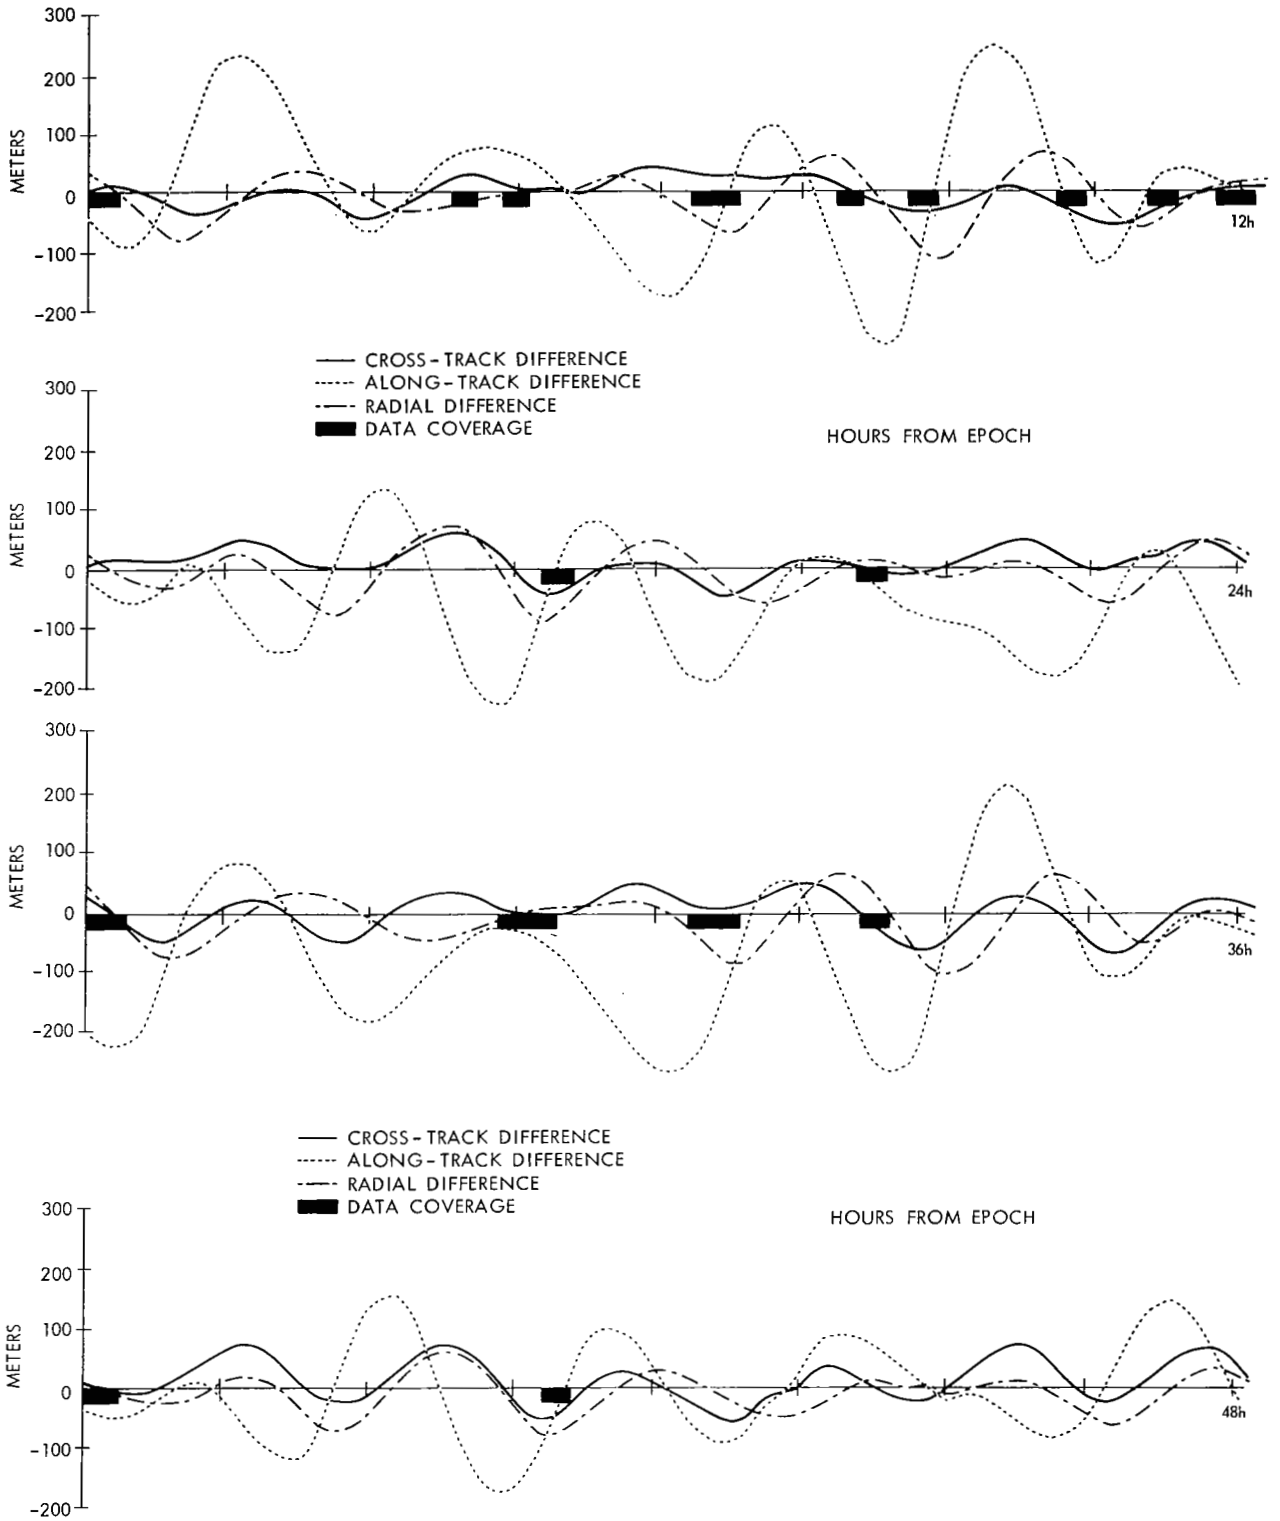 300
200
100
0
-100
-200
METERS
12h
CROSS-TRACK DIFFERENCE
ALONG-TRACK DIFFERENCE
RADIAL DIFFERENCE
DATA COVERAGE
HOURS FROM EPOCH
300
200
100
0
-100
-200
METERS
24h
300
200
100
0
-100
-200
METERS
36h
CROSS-TRACK DIFFERENCE
ALONG-TRACK DIFFERENCE
RADIAL DIFFERENCE
DATA COVERAGE
HOURS FROM EPOCH
300
200
100
0
-100
-200
METERS
48h